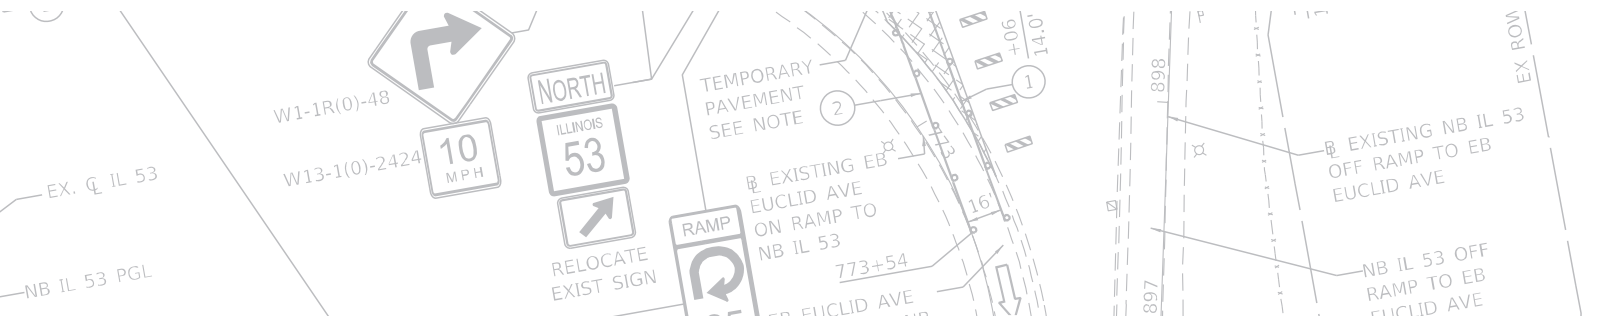 W1-1R(0)-48
10
MPH
W13-1(0)-2424
EX. ℄ IL 53
NB IL 53 PGL
NORTH
ILLINOIS
53
RELOCATE
EXIST SIGN
RAMP
TEMPORARY
PAVEMENT
SEE NOTE
2
1
+06
14.0'
773
16'
EXISTING EB
EUCLID AVE
ON RAMP TO
NB IL 53
773+54
EUCLID AVE
898
897
EXISTING NB IL 53
OFF RAMP TO EB
EUCLID AVE
NB IL 53 OFF
RAMP TO EB
EUCLID AVE
EX ROW